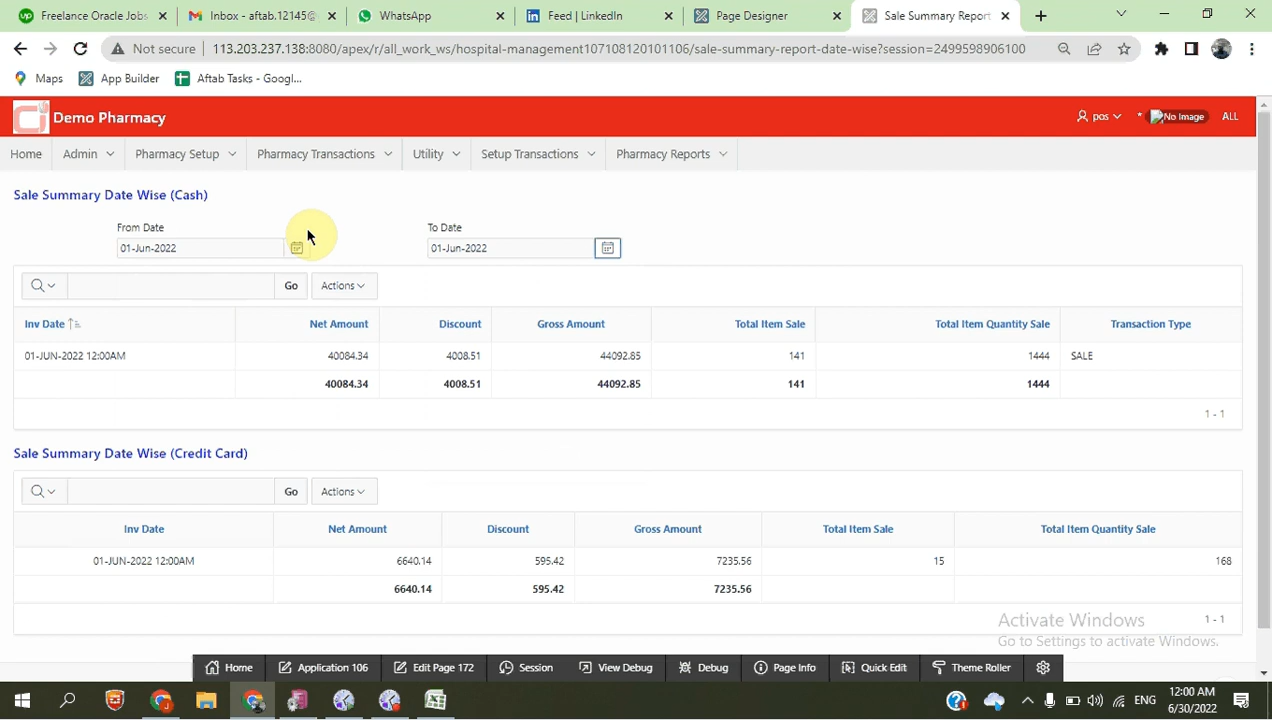 Freelance Oracle Jobs
Inbox - aftab.12145@
WhatsApp
Feed | LinkedIn
Page Designer
Sale Summary Report
Not secure | 113.203.237.138:8080/apex/r/all_work_ws/hospital-management107108120101106/sale-summary-report-date-wise?session=2499598906100
Maps App Builder Aftab Tasks - Googl...
Demo Pharmacy
pos * No Image ALL
Home Admin Pharmacy Setup Pharmacy Transactions Utility Setup Transactions Pharmacy Reports
Sale Summary Date Wise (Cash)
From Date To Date
01-Jun-2022 01-Jun-2022
Go Actions
Inv Date Net Amount Discount Gross Amount Total Item Sale Total Item Quantity Sale Transaction Type
01-JUN-2022 12:00AM 40084.34 4008.51 44092.85 141 1444 SALE
40084.34 4008.51 44092.85 141 1444
1 - 1
Sale Summary Date Wise (Credit Card)
Go Actions
Inv Date Net Amount Discount Gross Amount Total Item Sale Total Item Quantity Sale
01-JUN-2022 12:00AM 6640.14 595.42 7235.56 15 168
6640.14 595.42 7235.56
1 - 1
Activate Windows
Go to Settings to activate Windows.
Home Application 106 Edit Page 172 Session View Debug Debug Page Info Quick Edit Theme Roller
ENG
12:00 AM
6/30/2022